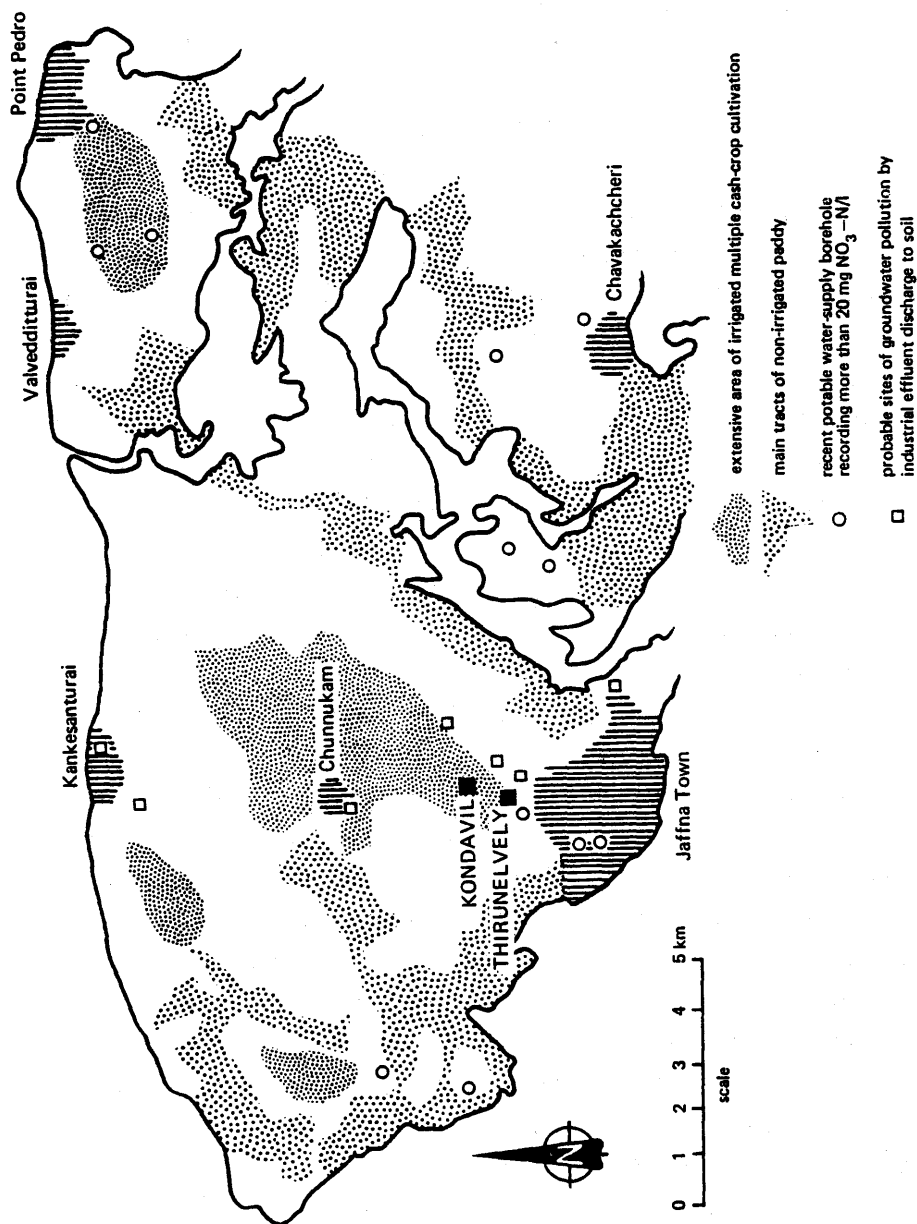 Point Pedro
Valvedditturai
Kankesanturai
Chunnukam
KONDAVIL
THIRUNELVELY
Chavakachcheri
Jaffna Town
N
0 1 2 3 4 5 km
scale
extensive area of irrigated multiple cash-crop cultivation
main tracts of non-irrigated paddy
recent potable water-supply borehole
recording more than 20 mg NO3–N/l
probable sites of groundwater pollution by
industrial effluent discharge to soil